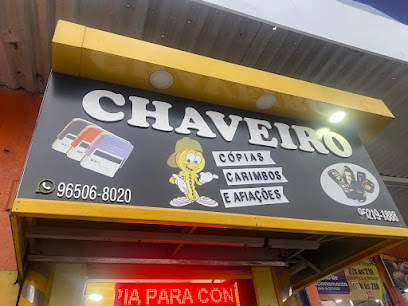 CHAVEIRO
CÓPIAS
CARIMBOS
E AFIAÇÕES
96506-8020
PIA PARA CON